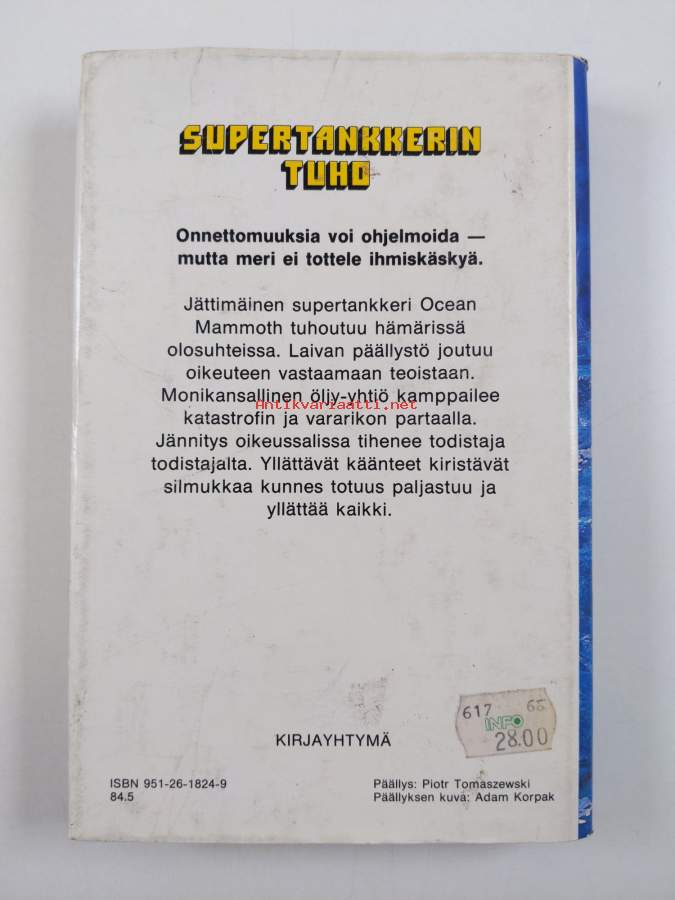 SUPERTANKKERIN
TUHO
Onnettomuuksia voi ohjelmoida —
mutta meri ei tottele ihmiskäskyä.
Jättimäinen supertankkeri Ocean
Mammoth tuhoutuu hämärissä
olosuhteissa. Laivan päällystö joutuu
oikeuteen vastaamaan teoistaan.
Monikansallinen öljy-yhtiö kamppailee
Antikvariaatti.net
katastrofin ja vararikon partaalla.
Jännitys oikeussalissa tihenee todistaja
todistajalta. Yllättävät käänteet kiristävät
silmukkaa kunnes totuus paljastuu ja
yllättää kaikki.
617 65
INFO
28.00
KIRJAYHTYMÄ
ISBN 951-26-1824-9
84.5
Päällys: Piotr Tomaszewski
Päällyksen kuva: Adam Korpak